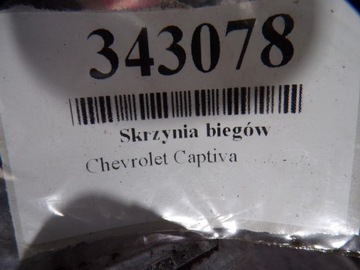 343078
Skrzynia biegów
Chevrolet Captiva